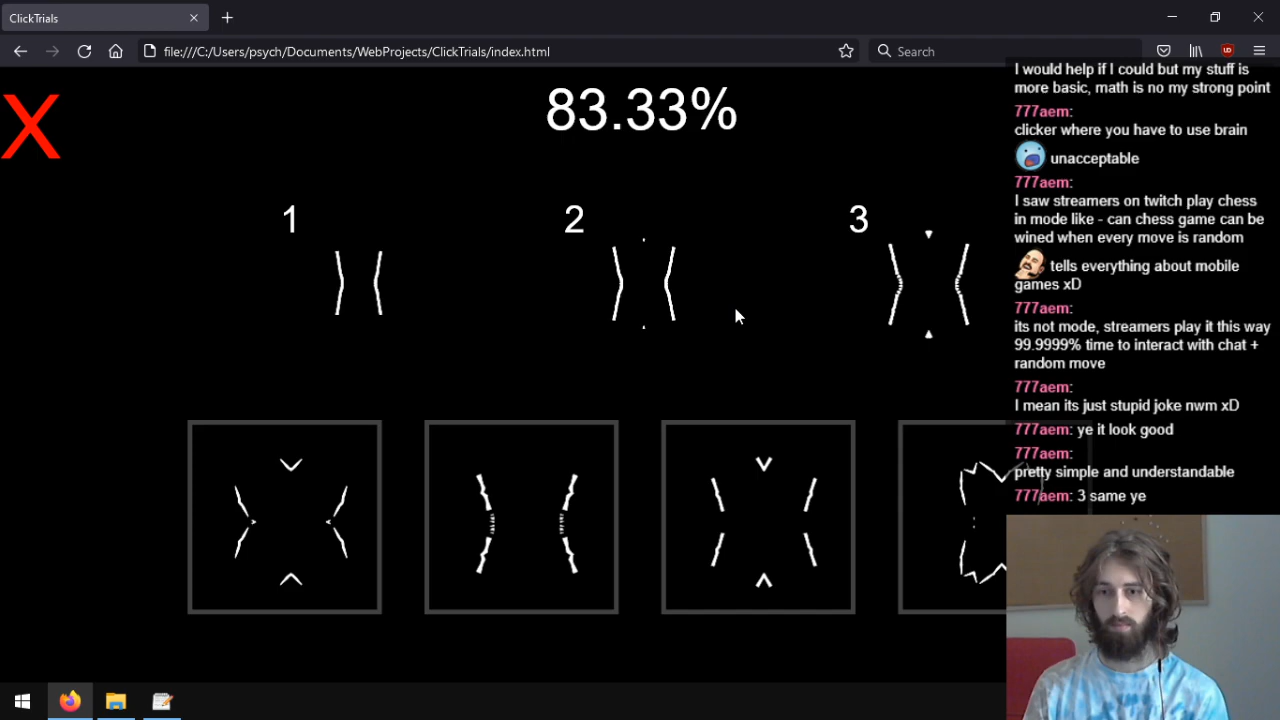 ClickTrials
file:///C:/Users/psych/Documents/WebProjects/ClickTrials/index.html
Search
X
83.33%
1
2
3
I would help if I could but my stuff is
more basic, math is no my strong point
777aem:
clicker where you have to use brain
unacceptable
777aem:
I saw streamers on twitch play chess
in mode like - can chess game can be
wined when every move is random
tells everything about mobile
games xD
777aem:
its not mode, streamers play it this way
99.9999% time to interact with chat +
random move
777aem:
I mean its just stupid joke nwm xD
777aem: ye it look good
777aem:
pretty simple and understandable
777aem: 3 same ye